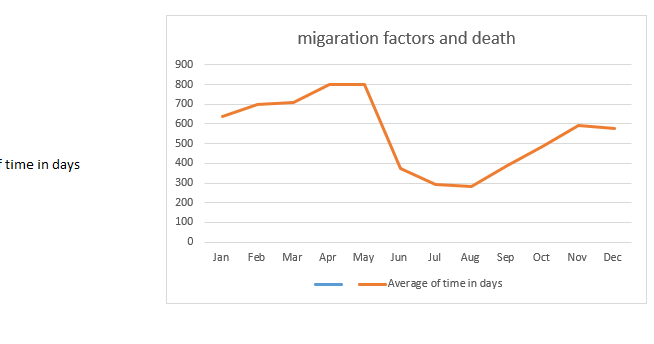 migaration factors and death
900
800
700
600
500
400
300
200
100
0
f time in days
Jan Feb Mar Apr May Jun Jul Aug Sep Oct Nov Dec
Average of time in days